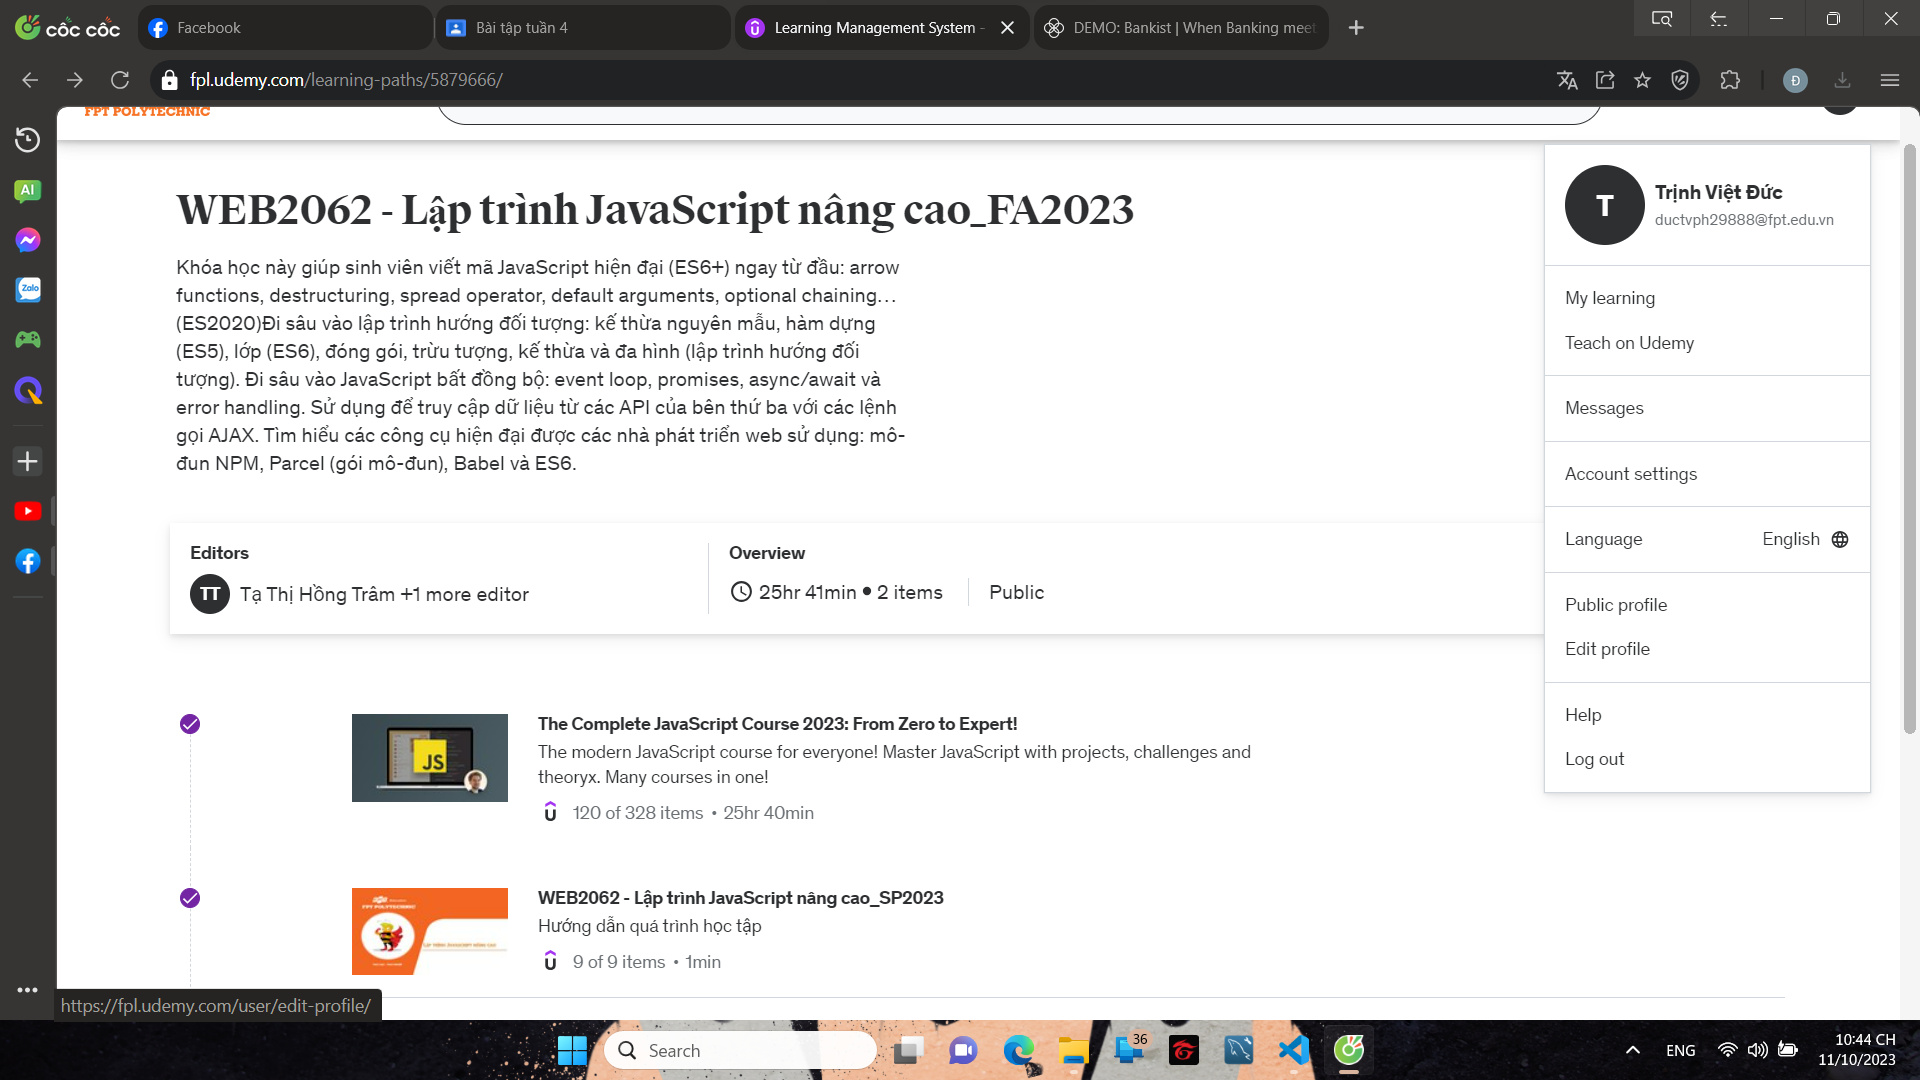 cốc cốc
Facebook
Bài tập tuần 4
Learning Management System -
DEMO: Bankist | When Banking meet
fpl.udemy.com/learning-paths/5879666/
Đ
FPT POLYTECHNIC
AI
Zalo
WEB2062 - Lập trình JavaScript nâng cao_FA2023
Khóa học này giúp sinh viên viết mã JavaScript hiện đại (ES6+) ngay từ đầu: arrow
functions, destructuring, spread operator, default arguments, optional chaining…
(ES2020)Đi sâu vào lập trình hướng đối tượng: kế thừa nguyên mẫu, hàm dựng
(ES5), lớp (ES6), đóng gói, trừu tượng, kế thừa và đa hình (lập trình hướng đối
tượng). Đi sâu vào JavaScript bất đồng bộ: event loop, promises, async/await và
error handling. Sử dụng để truy cập dữ liệu từ các API của bên thứ ba với các lệnh
gọi AJAX. Tìm hiểu các công cụ hiện đại được các nhà phát triển web sử dụng: mô-
đun NPM, Parcel (gói mô-đun), Babel và ES6.
T
Trịnh Việt Đức
ductvph29888@fpt.edu.vn
My learning
Teach on Udemy
Messages
Account settings
Language English
Public profile
Edit profile
Help
Log out
Editors
TT Tạ Thị Hồng Trâm +1 more editor
Overview
25hr 41min • 2 items Public
JS
The Complete JavaScript Course 2023: From Zero to Expert!
The modern JavaScript course for everyone! Master JavaScript with projects, challenges and
theoryx. Many courses in one!
120 of 328 items • 25hr 40min
FPT POLYTECHNIC
WEB2062 - Lập trình JavaScript nâng cao_SP2023
Hướng dẫn quá trình học tập
9 of 9 items • 1min
https://fpl.udemy.com/user/edit-profile/
Search
36
ENG
10:44 CH
11/10/2023